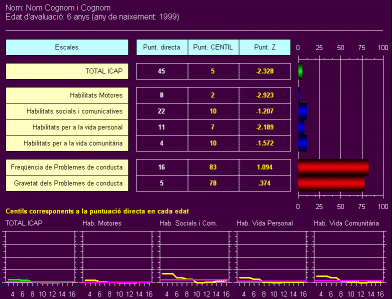 Nom: Nom Cognom i Cognom
Edat d'avaluació: 6 anys (any de naixement: 1999)
Escales Punt. directa Punt. CENTIL Punt. Z 0 25 50 75 100
TOTAL ICAP 45 5 -2.328
Habilitats Motores 8 2 -2.923
Habilitats socials i comunicatives 22 10 -1.207
Habilitats per a la vida personal 11 7 -2.189
Habilitats per a la vida comunitària 4 10 -1.572
Freqüència de Problemes de conducta 16 83 1.094
Gravetat dels Problemes de conducta 5 78 .374
0 25 50 75 100
Centils corresponents a la puntuació directa en cada edat
TOTAL ICAP Hab. Motores Hab. Socials i Com. Hab. Vida Personal Hab. Vida Comunitària
4 6 8 10 12 14 16 4 6 8 10 12 14 16 4 6 8 10 12 14 16 4 6 8 10 12 14 16 4 6 8 10 12 14 16